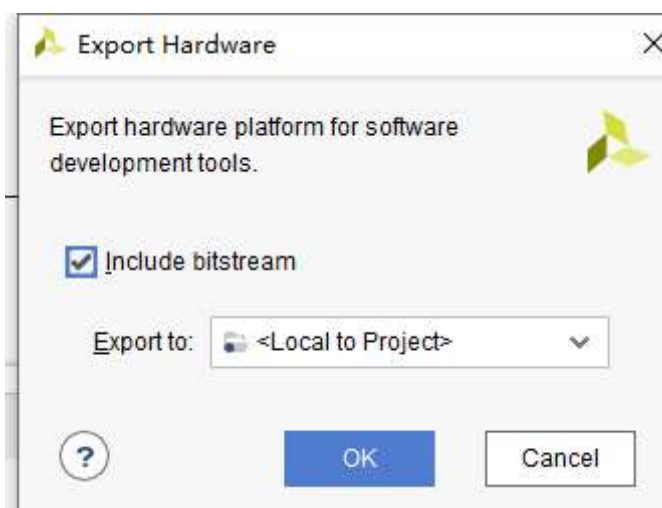 Export Hardware
Export hardware platform for software
development tools.
Include bitstream
Export to: <Local to Project>
? OK Cancel